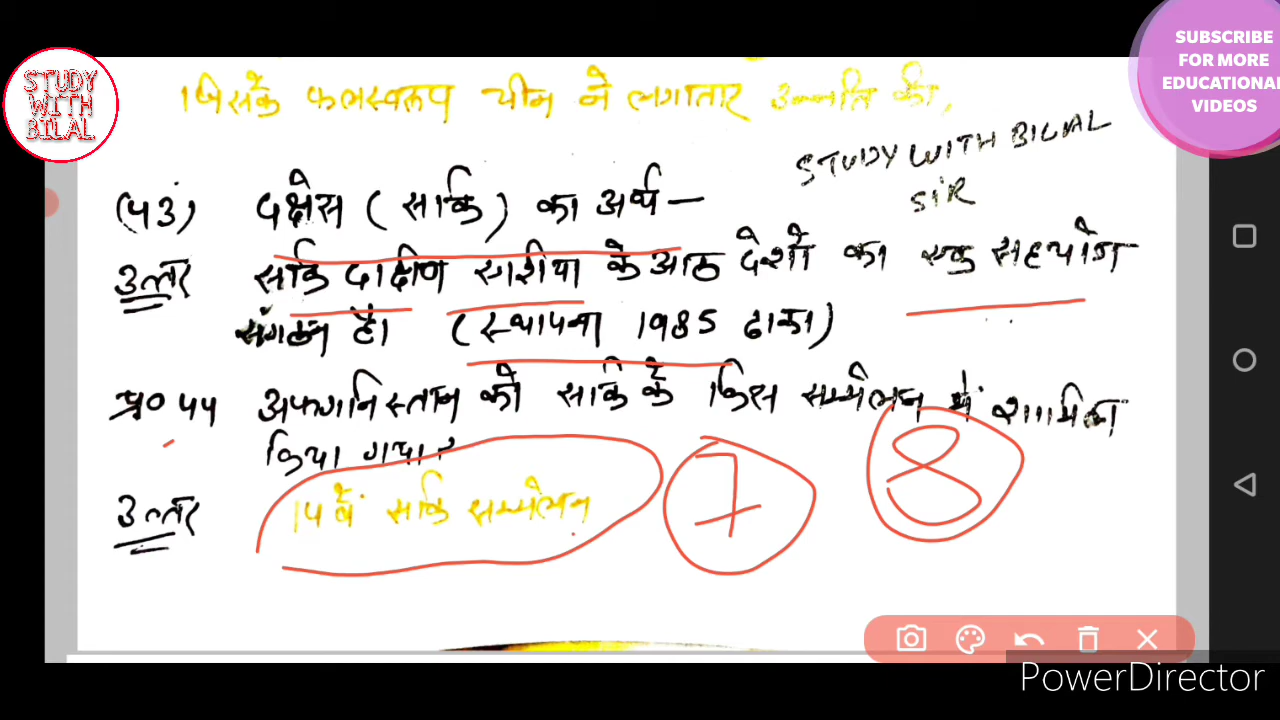 SUBSCRIBE
FOR MORE
EDUCATIONAL
VIDEOS
STUDY
WITH
BILAL
जिसके फलस्वरूप चीन ने लगातार उन्नति की,
STUDY WITH BILAL
SIR
(43) दक्षेस (सार्क) का अर्थ —
उत्तर सार्क दक्षिण एशिया के आठ देशों का एक सहयोग
संगठन है। (स्थापना 1985 ढाका)
प्र० 44 अफगानिस्तान को सार्क के किस सम्मेलन में शामिल
किया गया?
उत्तर 14 वें सार्क सम्मेलन
7 8
PowerDirector